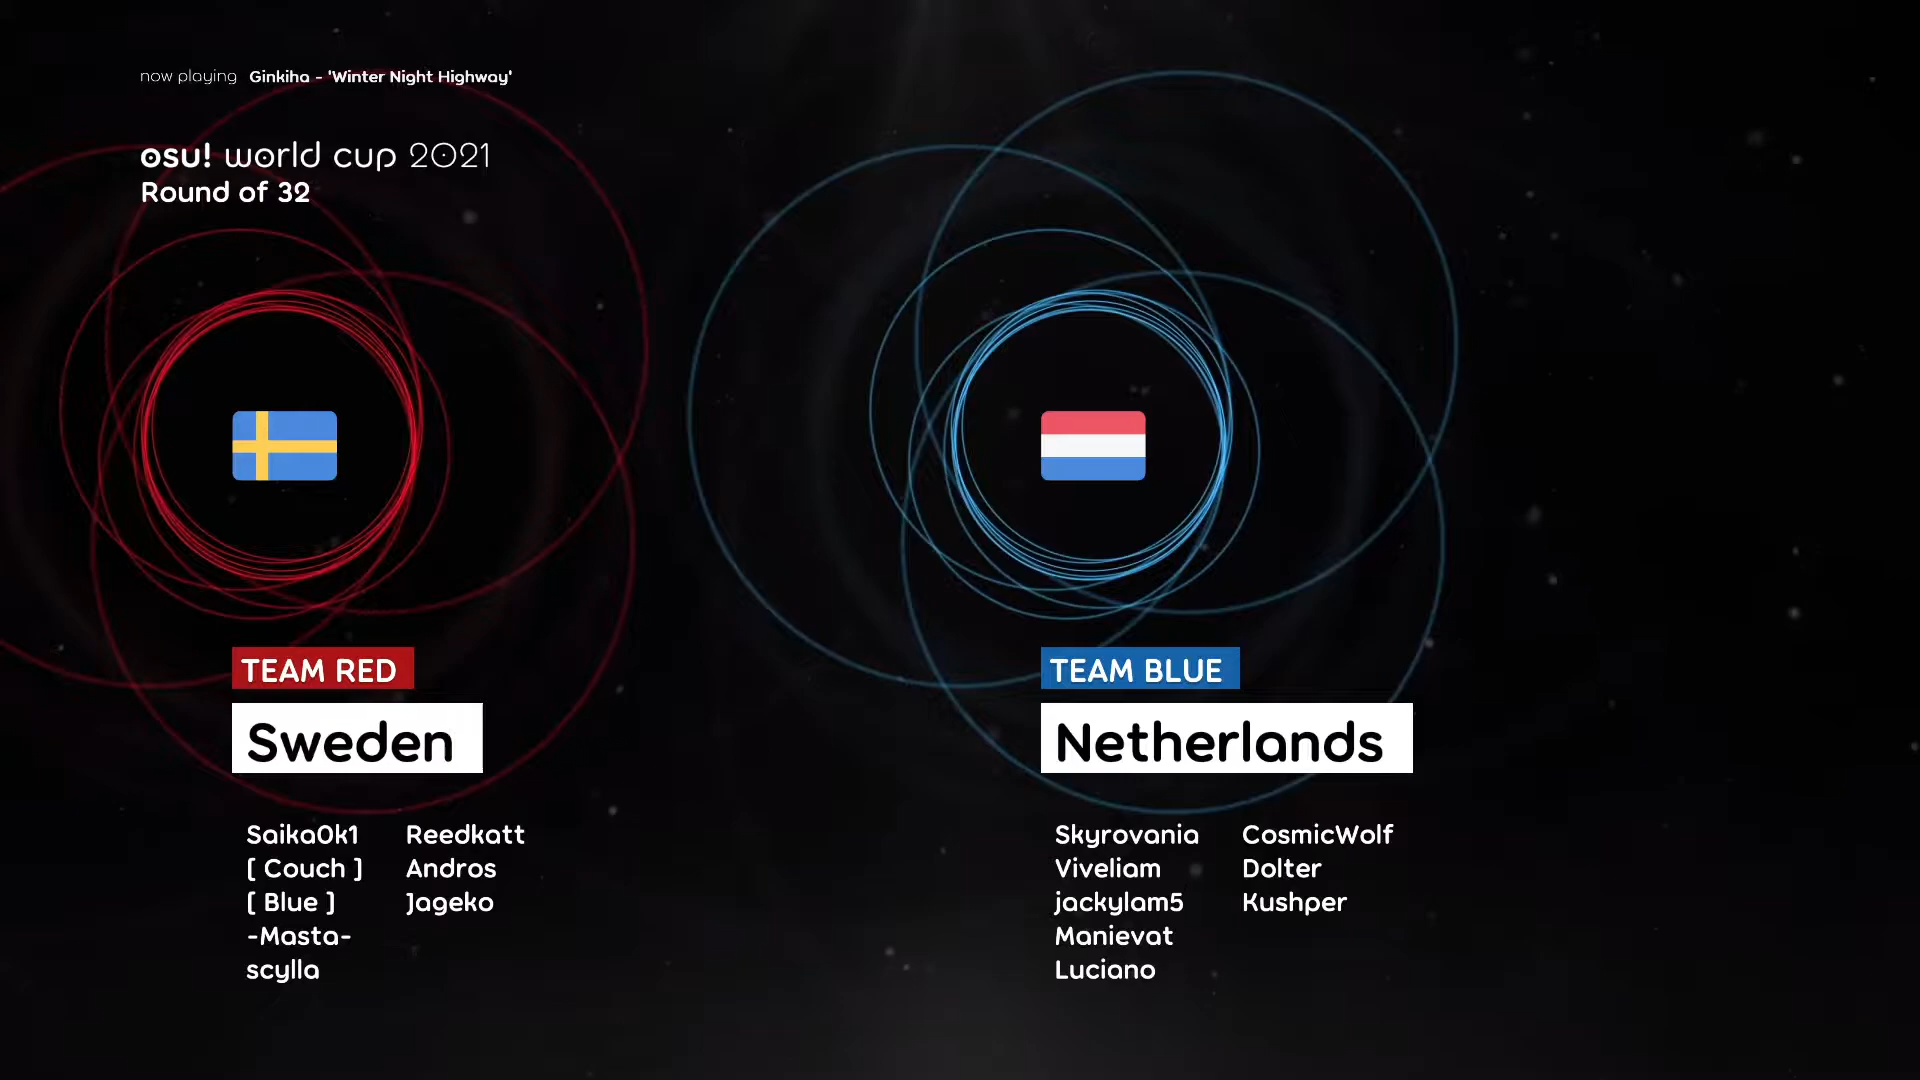 now playing Ginkiha - 'Winter Night Highway'
osu! world cup 2021
Round of 32
TEAM RED
Sweden
Saika0k1
[ Couch ]
[ Blue ]
-Masta-
scylla
Reedkatt
Andros
Jageko
TEAM BLUE
Netherlands
Skyrovania
Viveliam
jackylam5
Manievat
Luciano
CosmicWolf
Dolter
Kushper